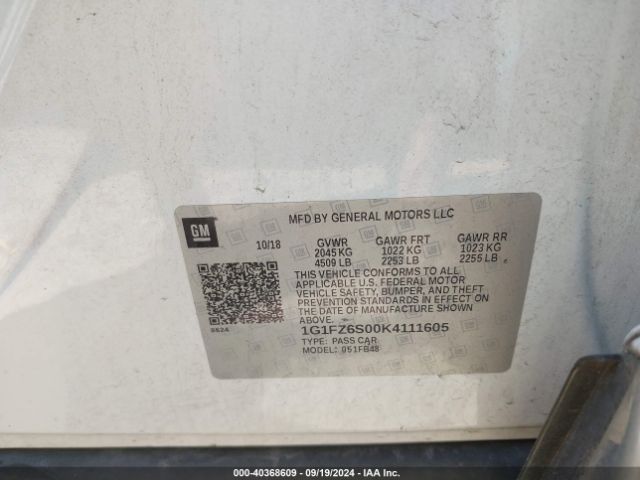 GM
MFD BY GENERAL MOTORS LLC
10/18 GVWR GAWR FRT GAWR RR
2045 KG 1022 KG 1023 KG
4509 LB 2253 LB 2255 LB
THIS VEHICLE CONFORMS TO ALL
APPLICABLE U.S. FEDERAL MOTOR
VEHICLE SAFETY, BUMPER, AND THEFT
PREVENTION STANDARDS IN EFFECT ON
THE DATE OF MANUFACTURE SHOWN
ABOVE.
1G1FZ6S00K4111605
TYPE: PASS CAR
MODEL: 051FB48
000-40368609 - 09/19/2024 - IAA Inc.